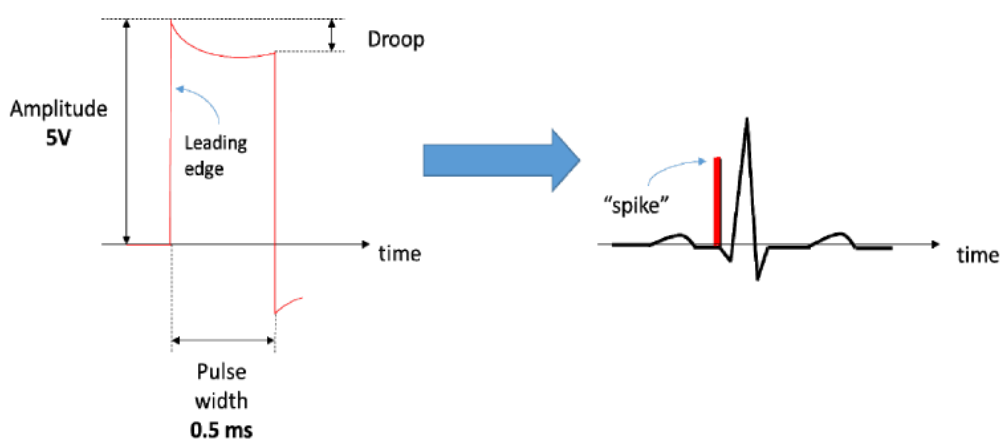 Droop
Amplitude
5V
Leading
edge
time
Pulse
width
0.5 ms
“spike”
time